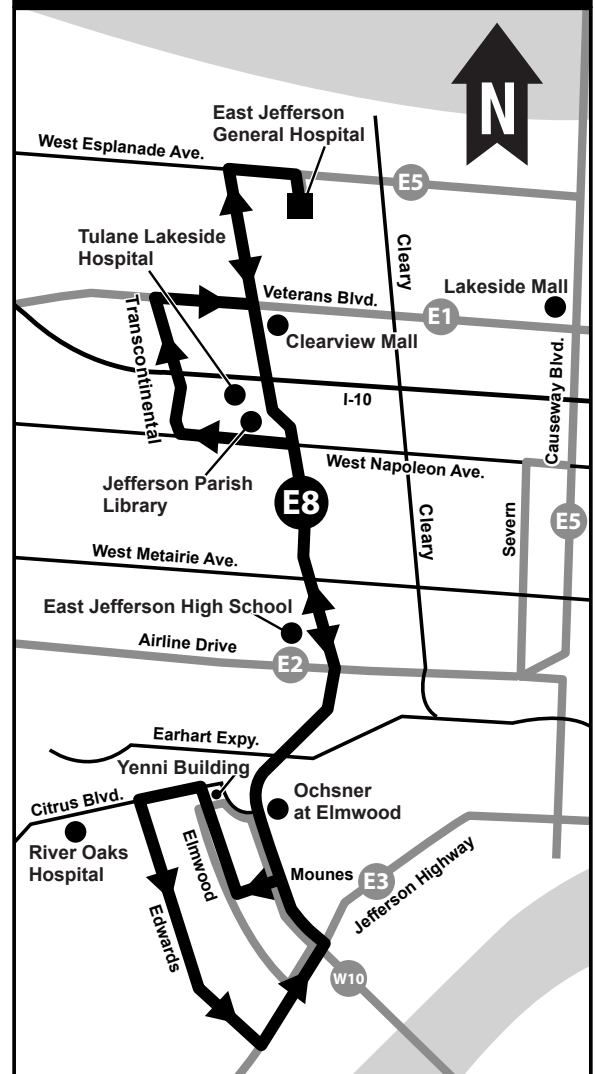 N
East Jefferson
General Hospital
West Esplanade Ave.
E5
Tulane Lakeside
Hospital
Cleary
Lakeside Mall
Veterans Blvd.
E1
Transcontinental
Clearview Mall
Causeway Blvd.
I-10
West Napoleon Ave.
Jefferson Parish
Library
E8
Cleary
Severn
E5
West Metairie Ave.
East Jefferson High School
Airline Drive
E2
Earhart Expy.
Yenni Building
Citrus Blvd.
Ochsner
at Elmwood
River Oaks
Hospital
Elmwood
Mounes
E3
Jefferson Highway
Edwards
W10